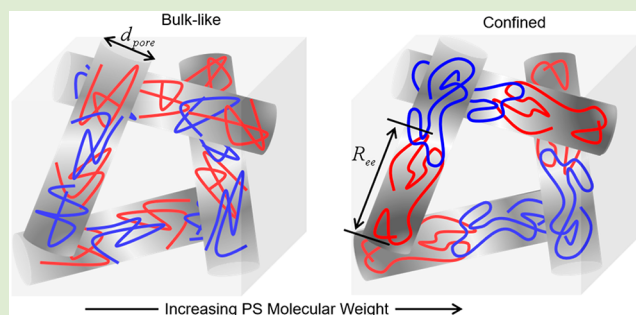 Bulk-like
Confined
d_pore
R_ee
Increasing PS Molecular Weight